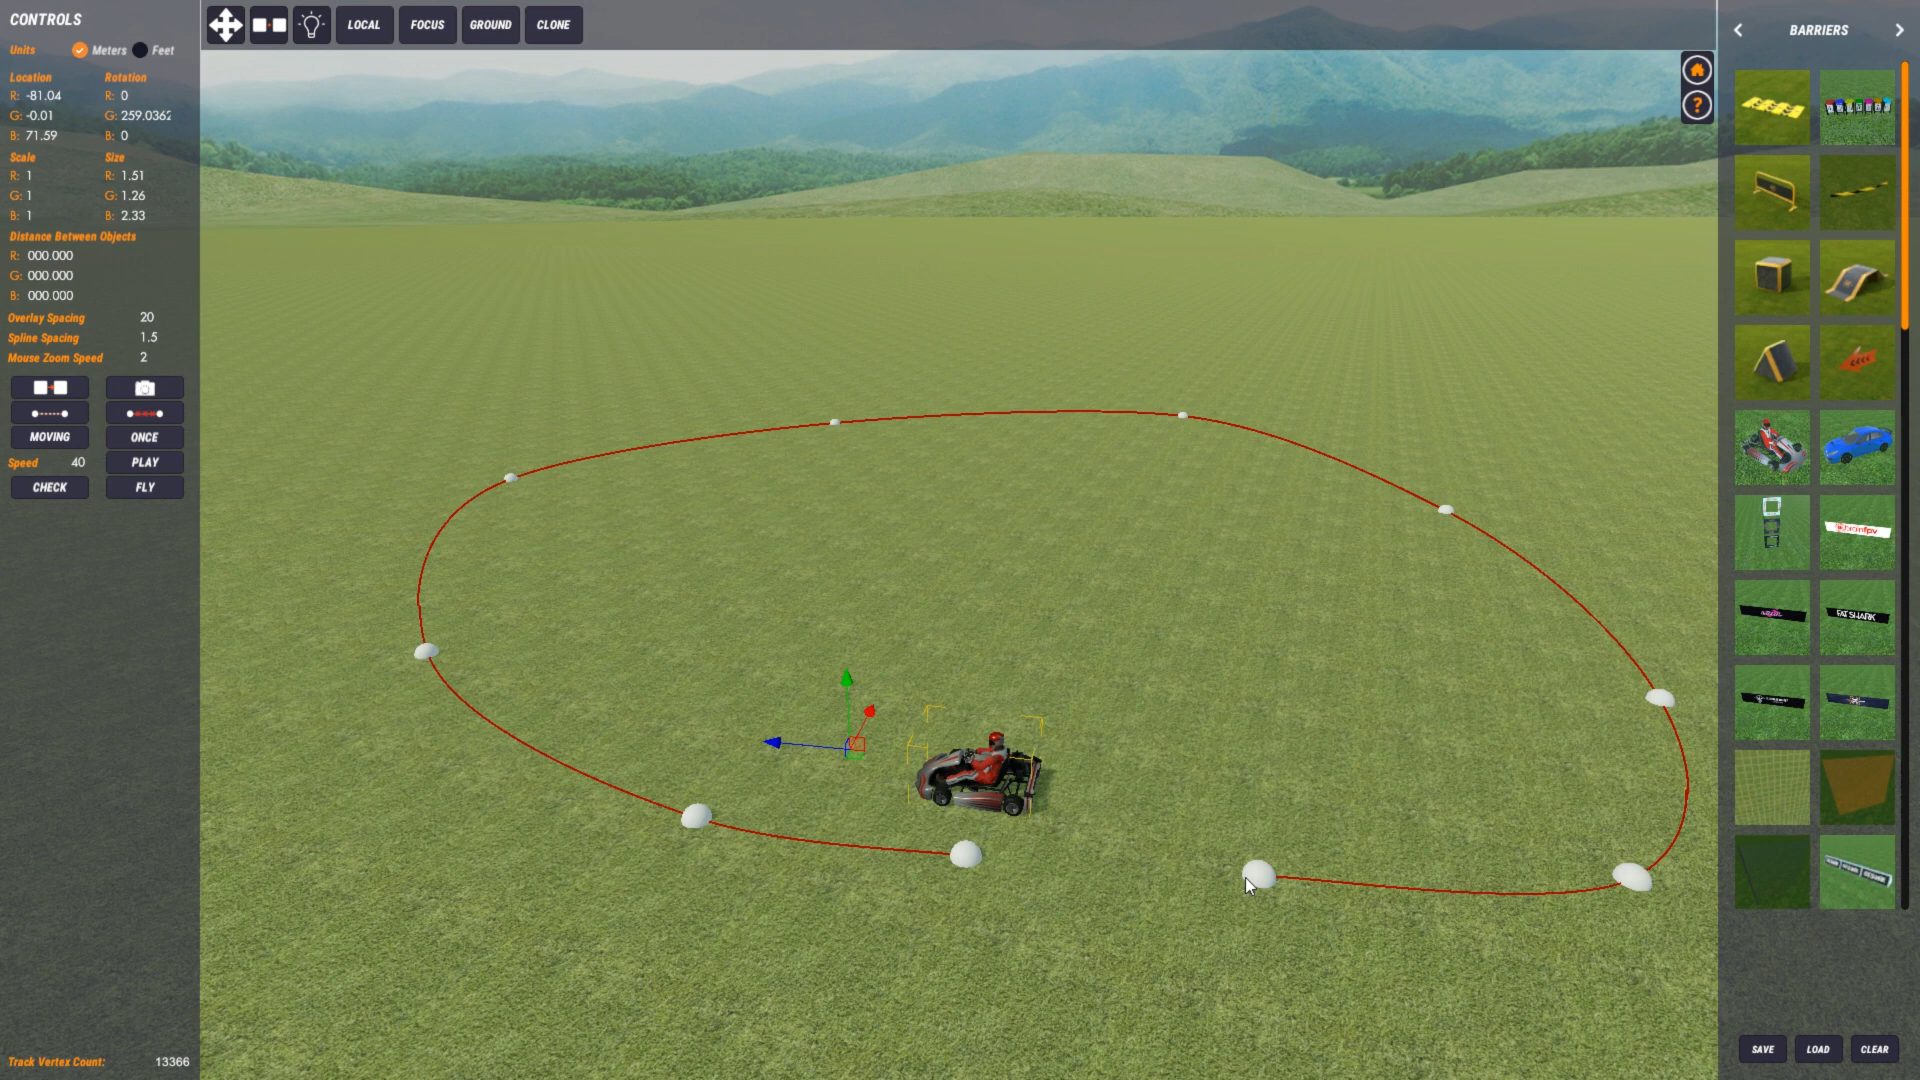 CONTROLS
Units Meters Feet
Location Rotation
R: -81.04 R: 0
G: -0.01 G: 259.0362
B: 71.59 B: 0
Scale Size
R: 1 R: 1.51
G: 1 G: 1.26
B: 1 B: 2.33
Distance Between Objects
R: 000.000
G: 000.000
B: 000.000
Overlay Spacing 20
Spline Spacing 1.5
Mouse Zoom Speed 2
MOVING ONCE
Speed 40 PLAY
CHECK FLY
Track Vertex Count: 13366
LOCAL FOCUS GROUND CLONE
?
BARRIERS
brainfpv
FAT SHARK
SAVE LOAD CLEAR